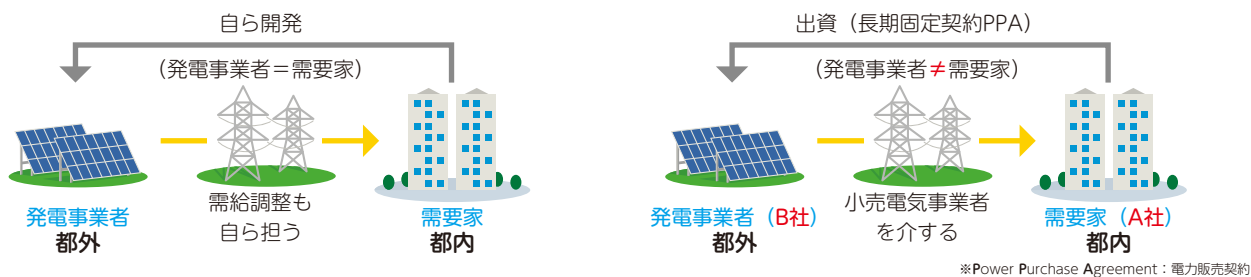 自ら開発
（発電事業者＝需要家）
発電事業者
都外
需給調整も
自ら担う
需要家
都内
出資（長期固定契約PPA）
（発電事業者≠需要家）
発電事業者（B社）
都外
小売電気事業者
を介する
需要家（A社）
都内
※Power Purchase Agreement：電力販売契約